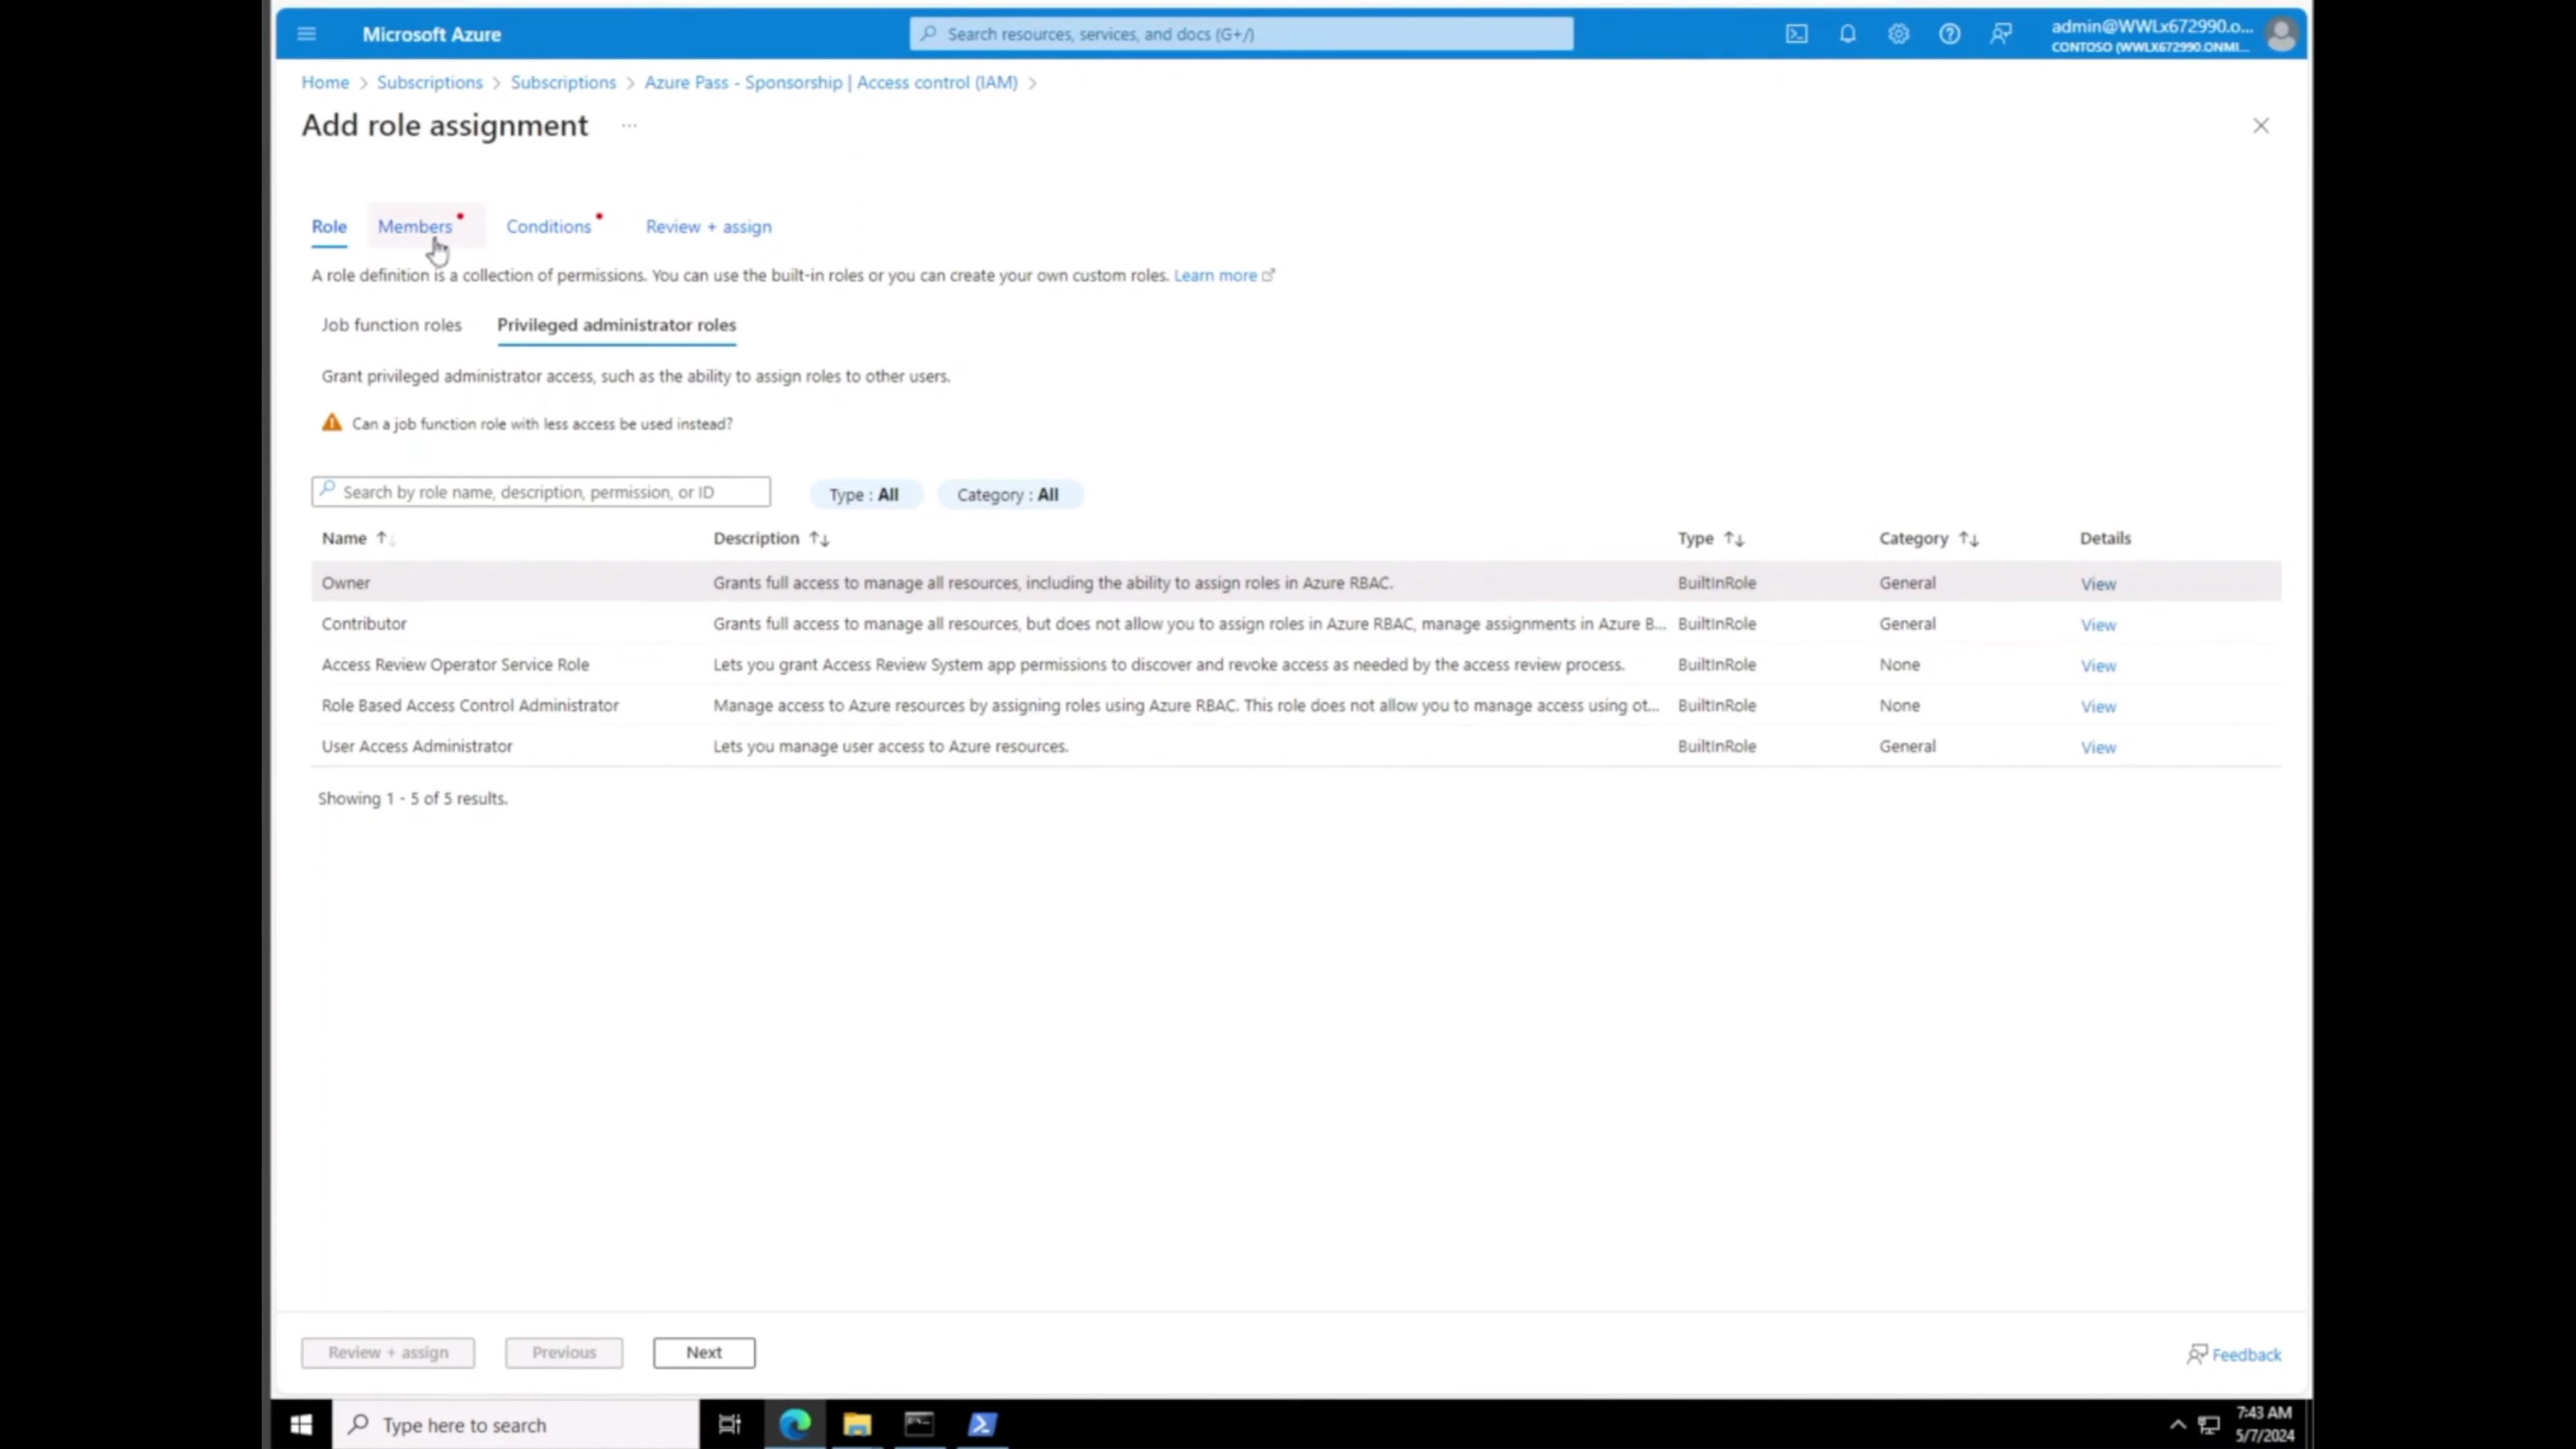 Microsoft Azure
Search resources, services, and docs (G+/)
admin@WWLx672990.o...
CONTOSO (WWLX672990.ONMI...
Home > Subscriptions > Subscriptions > Azure Pass - Sponsorship | Access control (IAM) >
Add role assignment ...
Role Members Conditions Review + assign
A role definition is a collection of permissions. You can use the built-in roles or you can create your own custom roles. Learn more
Job function roles Privileged administrator roles
Grant privileged administrator access, such as the ability to assign roles to other users.
Can a job function role with less access be used instead?
Search by role name, description, permission, or ID Type : All Category : All
Name ↑↓ Description ↑↓ Type ↑↓ Category ↑↓ Details
Owner Grants full access to manage all resources, including the ability to assign roles in Azure RBAC. BuiltInRole General View
Contributor Grants full access to manage all resources, but does not allow you to assign roles in Azure RBAC, manage assignments in Azure B... BuiltInRole General View
Access Review Operator Service Role Lets you grant Access Review System app permissions to discover and revoke access as needed by the access review process. BuiltInRole None View
Role Based Access Control Administrator Manage access to Azure resources by assigning roles using Azure RBAC. This role does not allow you to manage access using ot... BuiltInRole None View
User Access Administrator Lets you manage user access to Azure resources. BuiltInRole General View
Showing 1 - 5 of 5 results.
Review + assign Previous Next Feedback
Type here to search
7:43 AM
5/7/2024